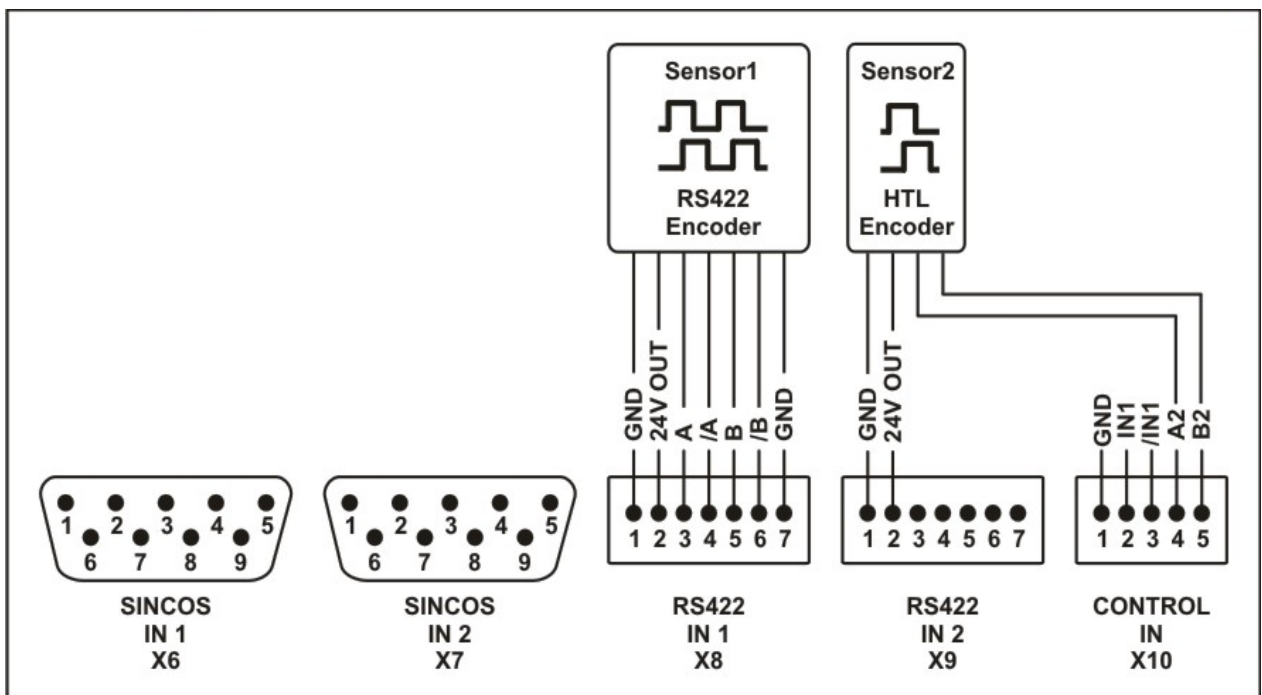 Sensor1
RS422
Encoder
Sensor2
HTL
Encoder
GND
24V OUT
A
/A
B
/B
GND
GND
24V OUT
GND
IN1
/IN1
A2
B2
1 2 3 4 5
6 7 8 9
SINCOS
IN 1
X6
1 2 3 4 5
6 7 8 9
SINCOS
IN 2
X7
1 2 3 4 5 6 7
RS422
IN 1
X8
1 2 3 4 5 6 7
RS422
IN 2
X9
1 2 3 4 5
CONTROL
IN
X10